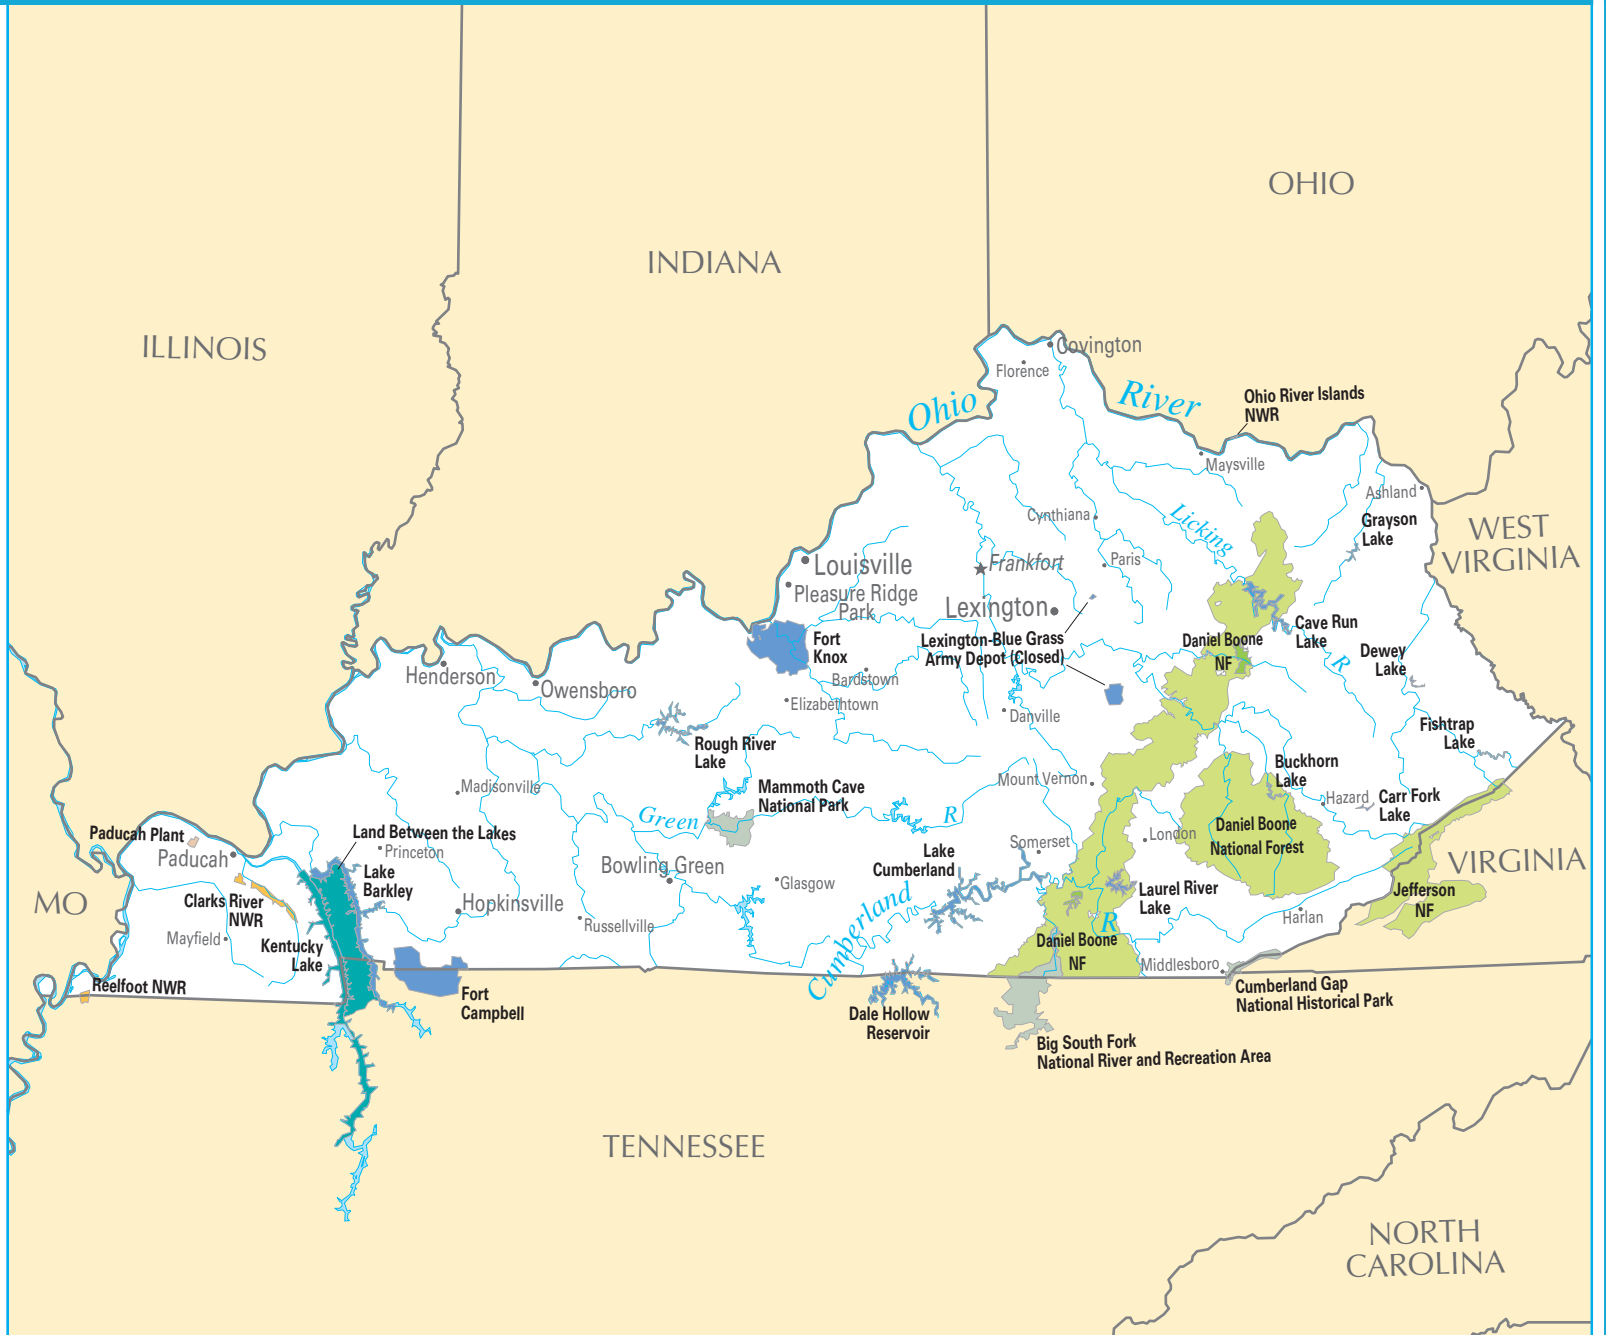 OHIO
INDIANA
ILLINOIS
Covington
Florence
Ohio
River
Ohio River Islands
NWR
Maysville
Ashland
Licking
Cynthiana
Grayson
Lake
WEST
VIRGINIA
Louisville
Frankfort
Paris
Pleasure Ridge
Park
Lexington
Fort
Knox
Lexington-Blue Grass
Army Depot (Closed)
Daniel Boone
NF
Cave Run
Lake
R
Dewey
Lake
Henderson
Owensboro
Bardstown
Elizabethtown
Danville
Fishtrap
Lake
Rough River
Lake
Buckhorn
Lake
Madisonville
Mammoth Cave
National Park
Mount Vernon
Hazard
Carr Fork
Lake
Green
R
Daniel Boone
National Forest
Paducah Plant
Paducah
Land Between the Lakes
Princeton
Somerset
London
Lake
Cumberland
VIRGINIA
Lake
Barkley
Bowling Green
Glasgow
Laurel River
Lake
Jefferson
NF
MO
Clarks River
NWR
Hopkinsville
Russellville
Cumberland
R
Harlan
Mayfield
Kentucky
Lake
Daniel Boone
NF
Middlesboro
Reelfoot NWR
Fort
Campbell
Dale Hollow
Reservoir
Cumberland Gap
National Historical Park
Big South Fork
National River and Recreation Area
TENNESSEE
NORTH
CAROLINA